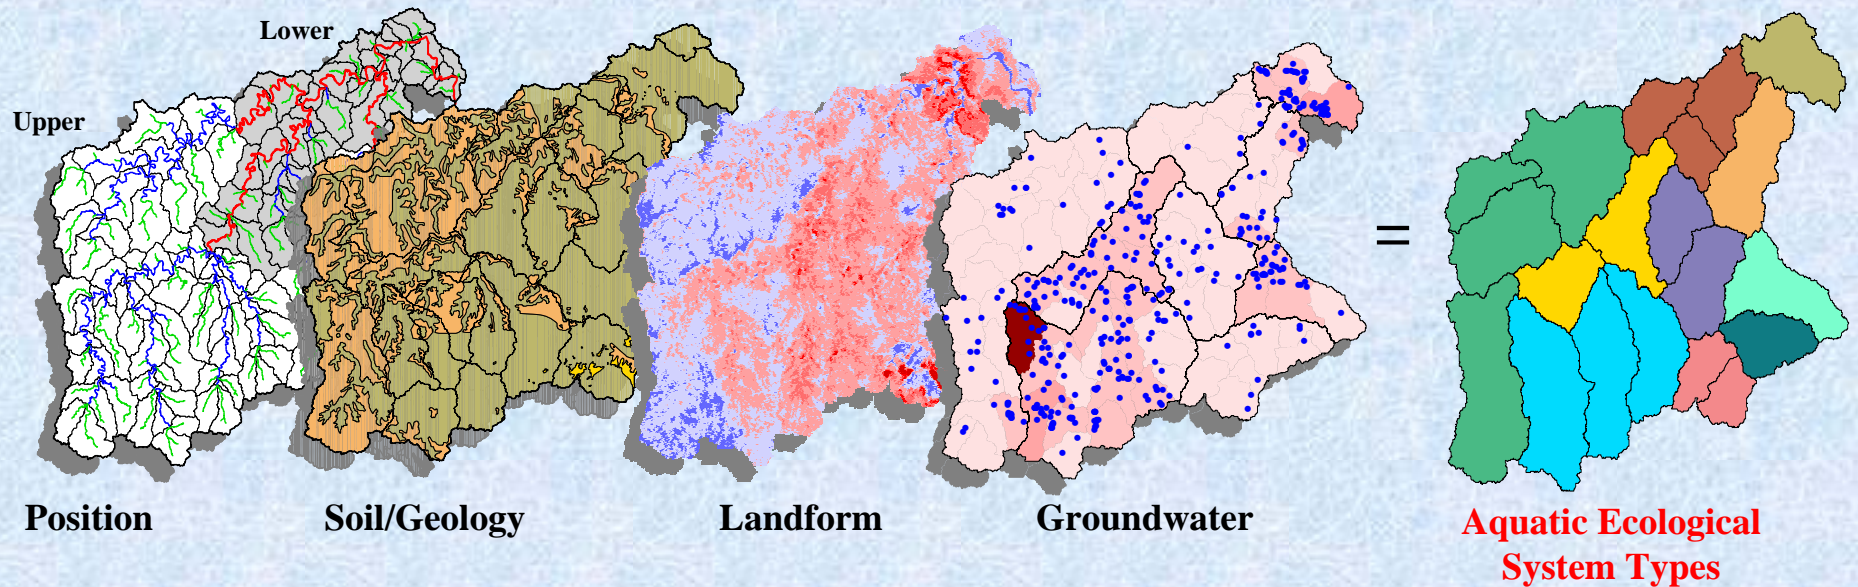 Lower
Upper
=
Position
Soil/Geology
Landform
Groundwater
Aquatic Ecological
System Types